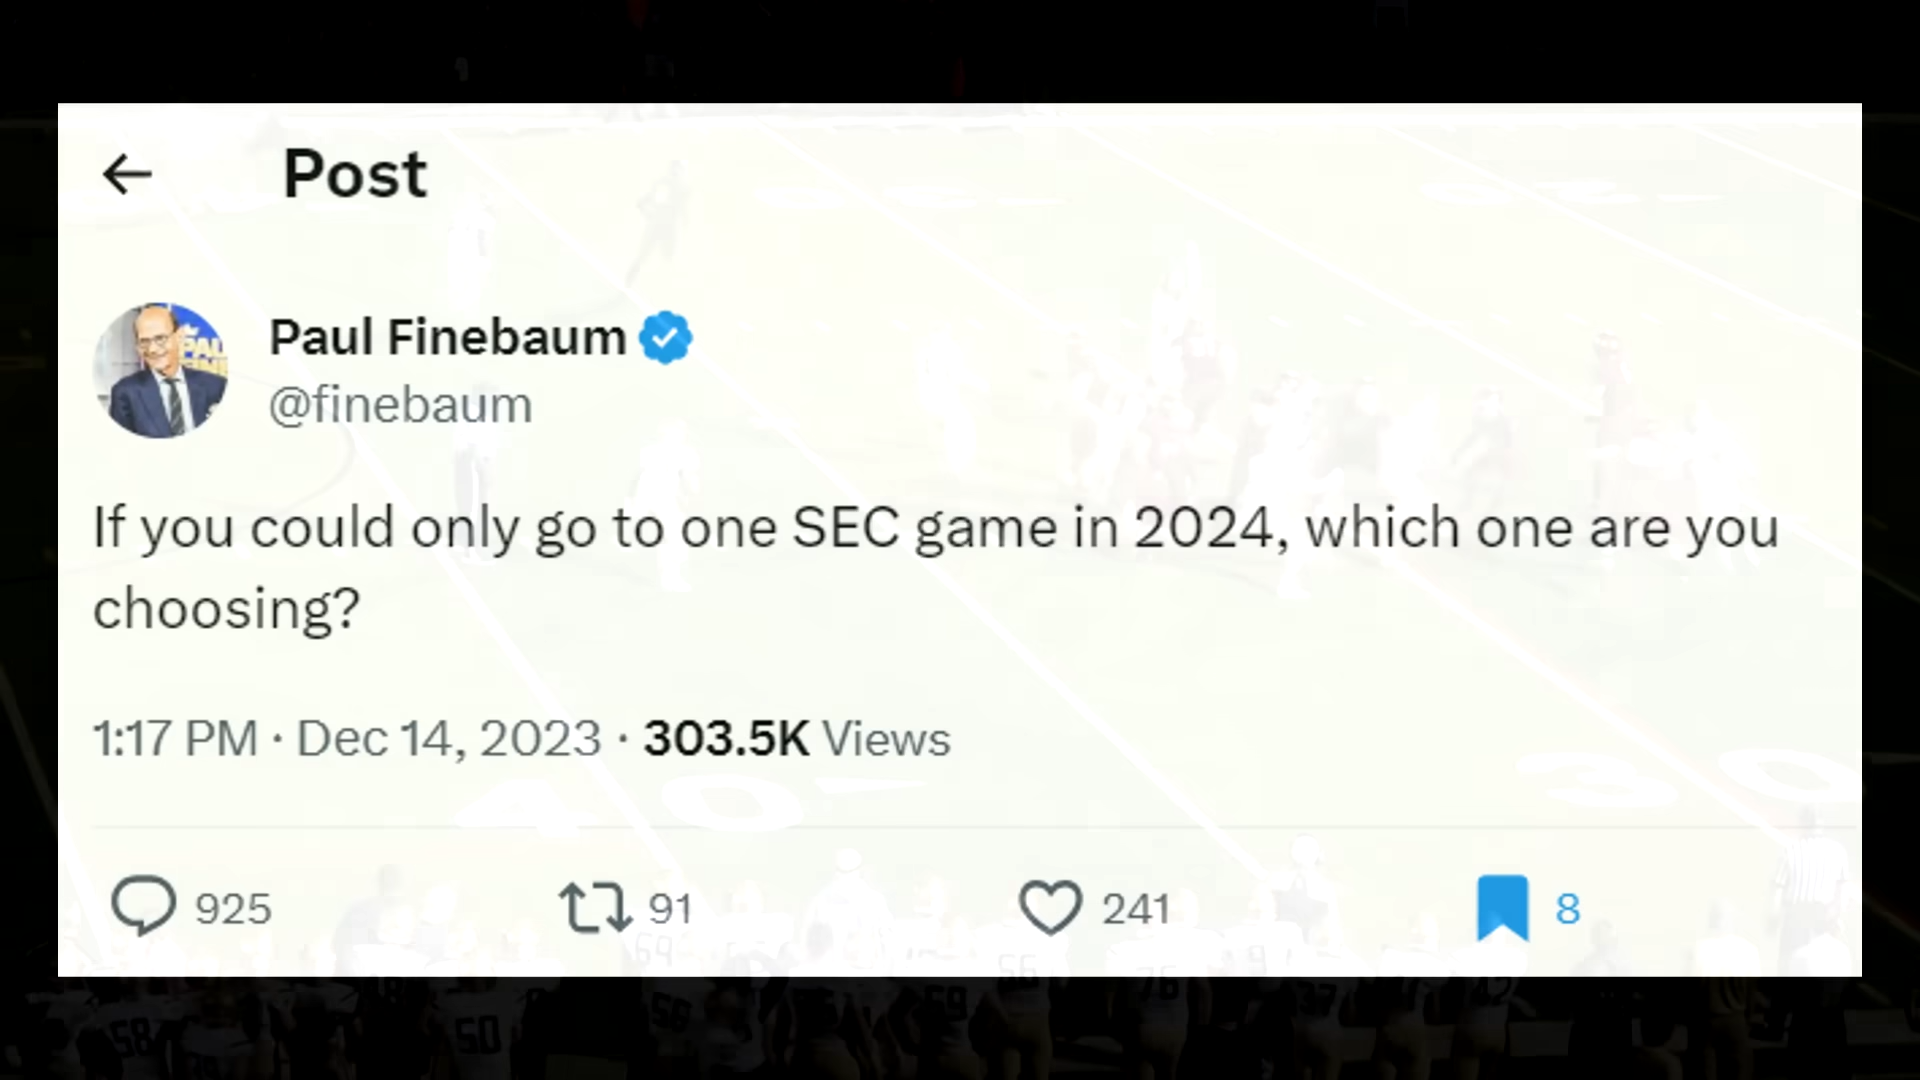 Post
Paul Finebaum
@finebaum
If you could only go to one SEC game in 2024, which one are you
choosing?
1:17 PM · Dec 14, 2023 · 303.5K Views
925 91 241 8